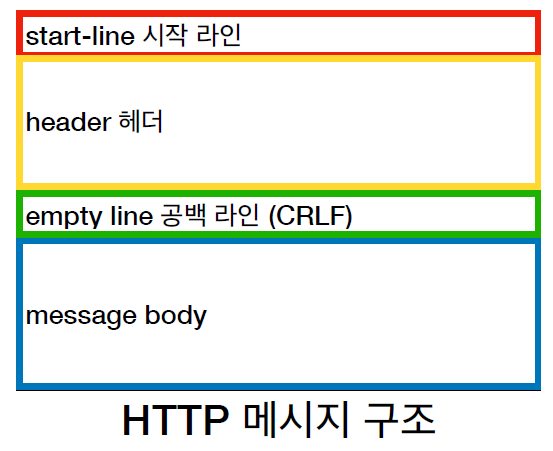 start-line 시작 라인
header 헤더
empty line 공백 라인 (CRLF)
message body
HTTP 메시지 구조